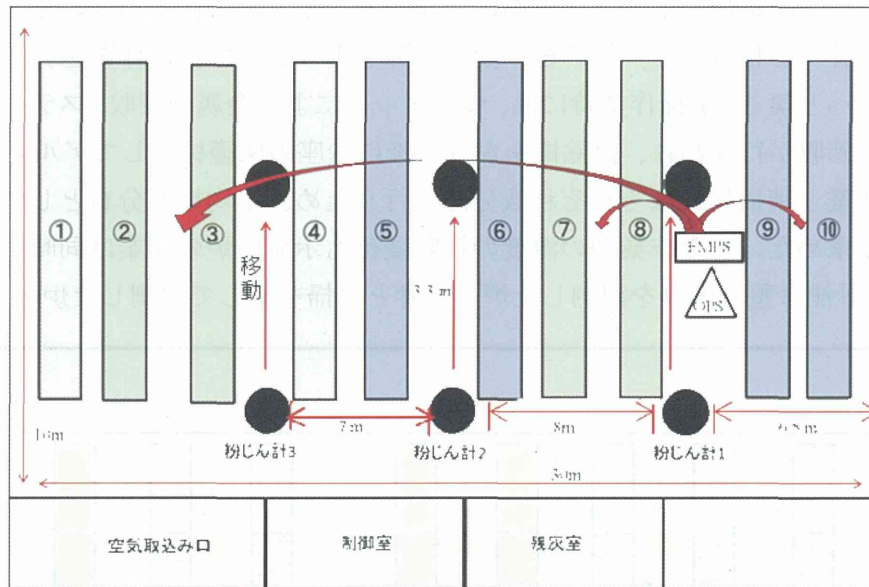 ① ② ③ ④ ⑤ ⑥ ⑦ ⑧ ⑨ ⑩
FMPS
移動
OPS
7m
8m
粉じん計3
粉じん計2
粉じん計1
30m
空気取込み口
制御室
残灰室